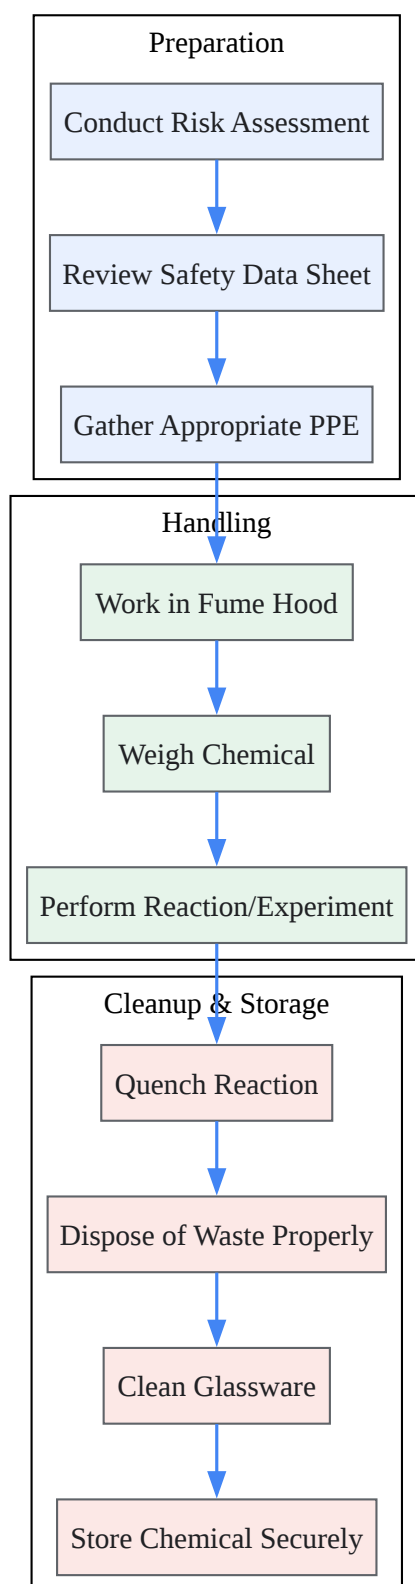 Preparation
Conduct Risk Assessment
Review Safety Data Sheet
Gather Appropriate PPE
Handling
Work in Fume Hood
Weigh Chemical
Perform Reaction/Experiment
Cleanup & Storage
Quench Reaction
Dispose of Waste Properly
Clean Glassware
Store Chemical Securely